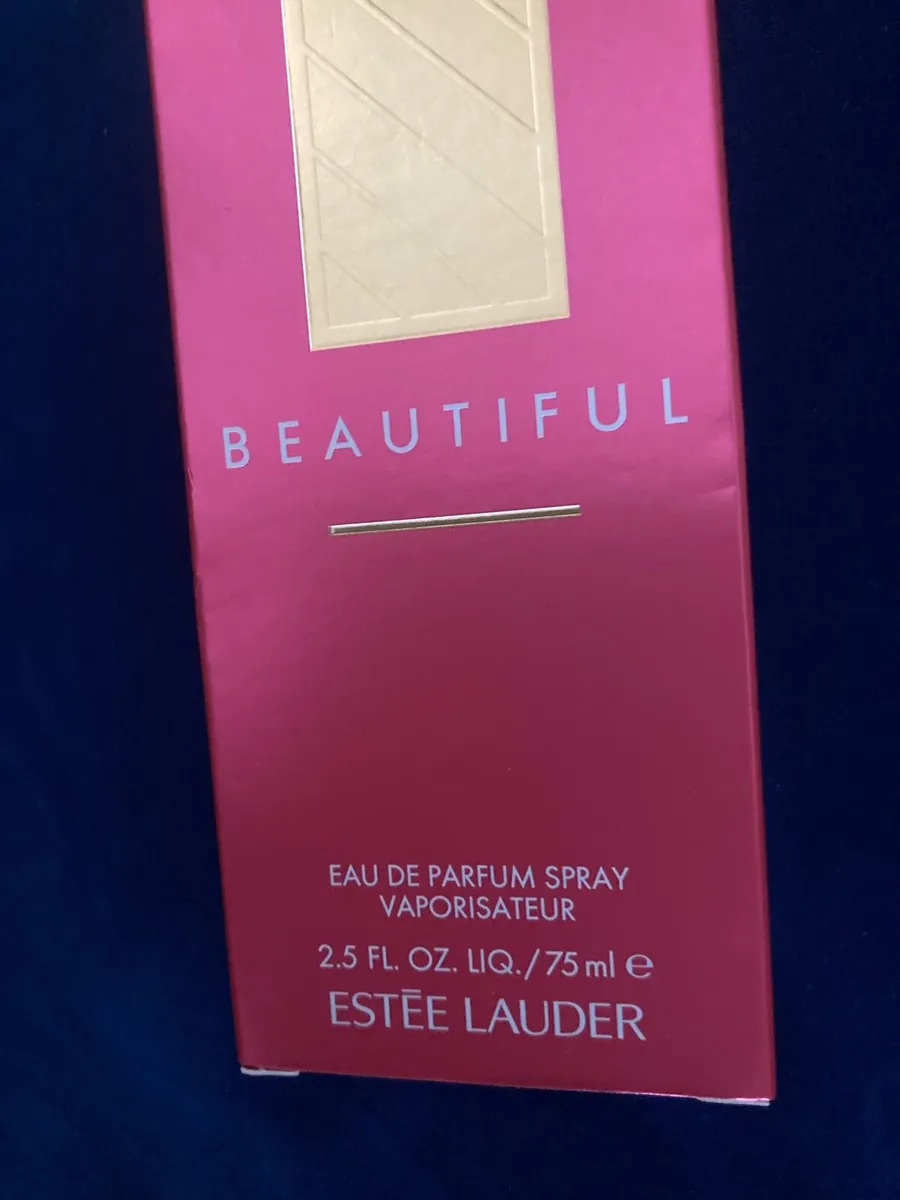 BEAUTIFUL
EAU DE PARFUM SPRAY
VAPORISATEUR
2.5 FL. OZ. LIQ./75 ml ℮
ESTĒE LAUDER